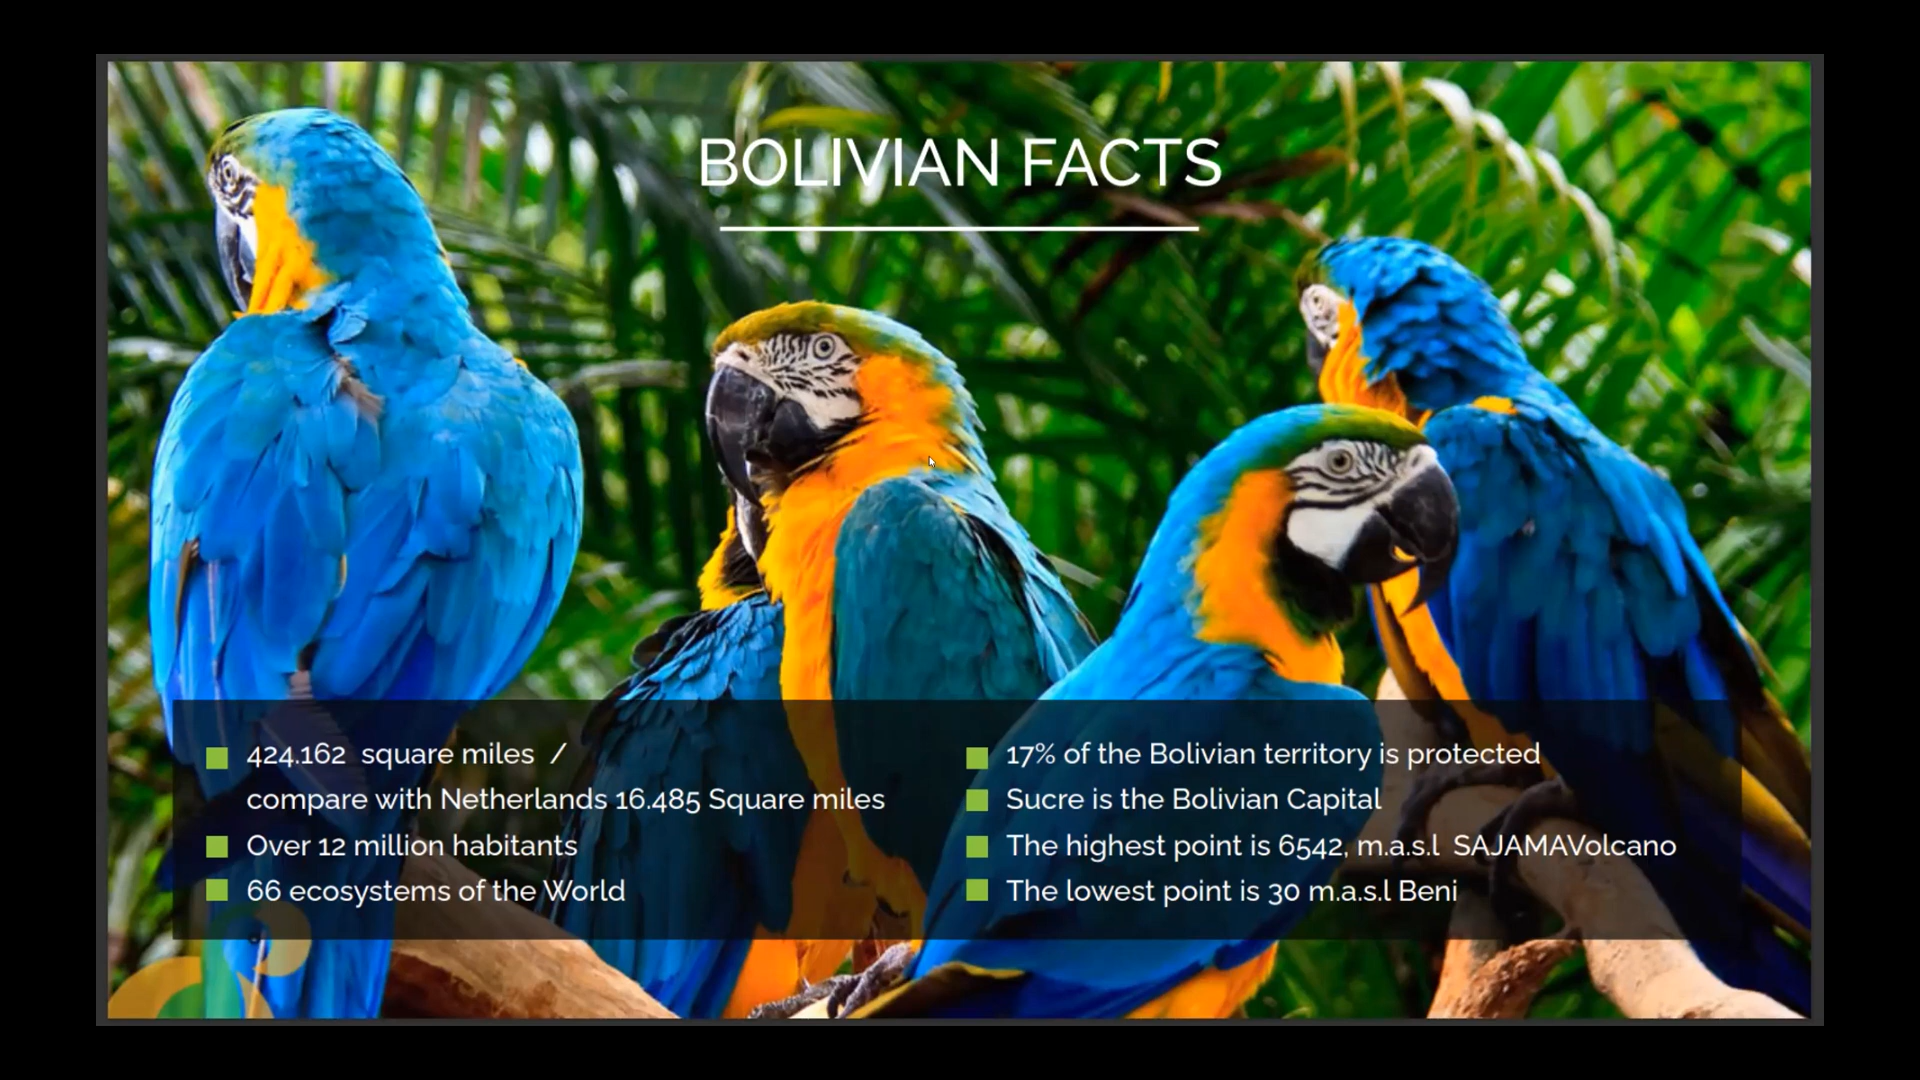 BOLIVIAN FACTS
424.162 square miles /
compare with Netherlands 16.485 Square miles
Over 12 million habitants
66 ecosystems of the World
17% of the Bolivian territory is protected
Sucre is the Bolivian Capital
The highest point is 6542, m.a.s.l SAJAMAVolcano
The lowest point is 30 m.a.s.l Beni